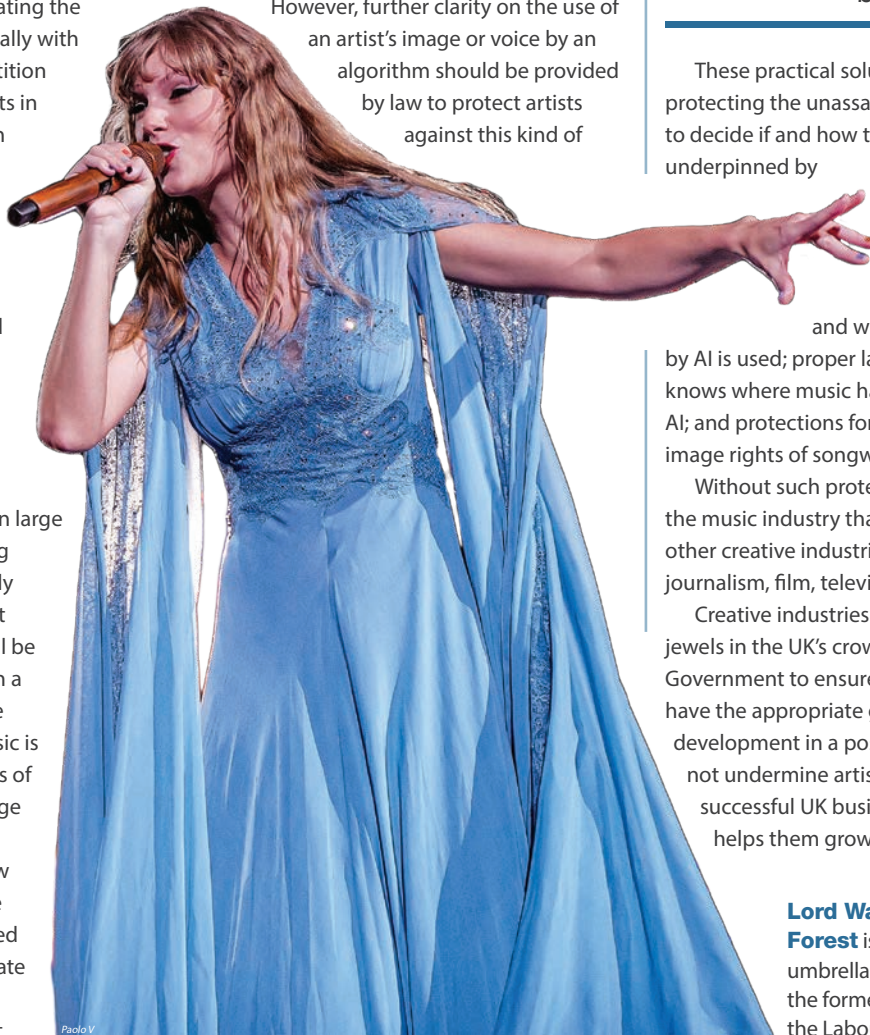 ating the
ally with
tition
ts in
n
n large
g
ly
t
l be
n a
e
sic is
s of
ge
w
e
ed
ate
However, further clarity on the use of
an artist’s image or voice by an
algorithm should be provided
by law to protect artists
against this kind of
These practical solu
protecting the unassa
to decide if and how t
underpinned by
and w
by AI is used; proper la
knows where music ha
AI; and protections for
image rights of songw
Without such prote
the music industry tha
other creative industri
journalism, film, televi
Creative industries
jewels in the UK’s crow
Government to ensure
have the appropriate g
development in a po
not undermine artis
successful UK busi
helps them grow
Lord Wa
Forest is
umbrella
the forme
the Labo
Paolo V